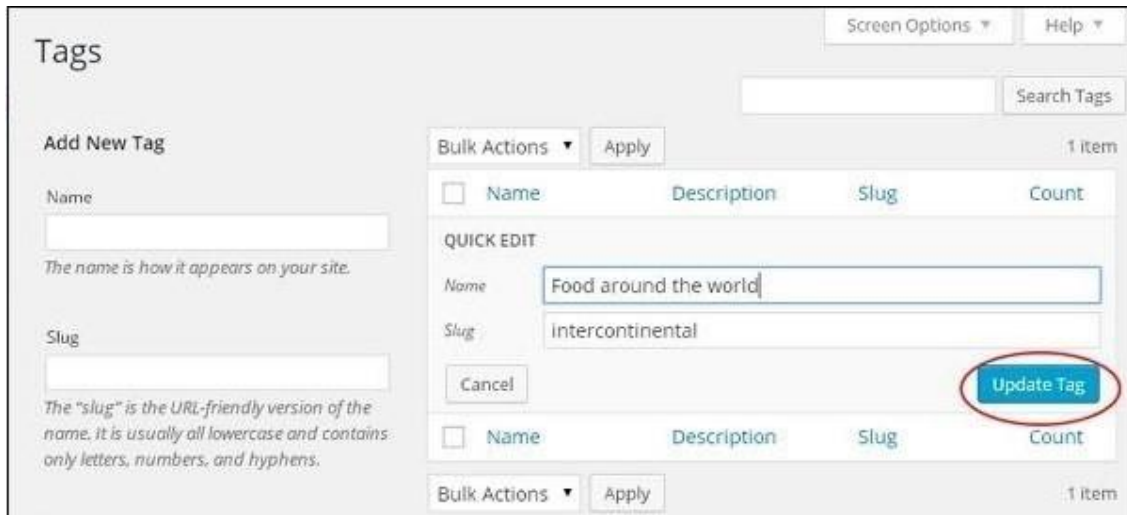 Screen Options ▼ Help ▼
Tags
Search Tags
Add New Tag
Name
The name is how it appears on your site.
Slug
The "slug" is the URL-friendly version of the
name. It is usually all lowercase and contains
only letters, numbers, and hyphens.
Bulk Actions ▼ Apply 1 item
Name Description Slug Count
QUICK EDIT
Name Food around the world
Slug intercontinental
Cancel Update Tag
Name Description Slug Count
Bulk Actions ▼ Apply 1 item